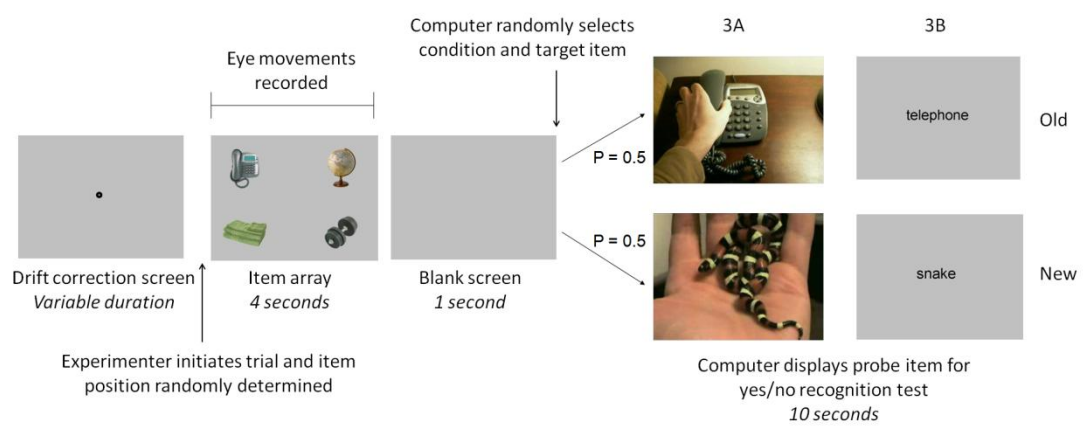 Computer randomly selects
condition and target item
3A
3B
Eye movements
recorded
telephone
Old
P = 0.5
P = 0.5
snake
New
Drift correction screen
Variable duration
Item array
4 seconds
Blank screen
1 second
Experimenter initiates trial and item
position randomly determined
Computer displays probe item for
yes/no recognition test
10 seconds